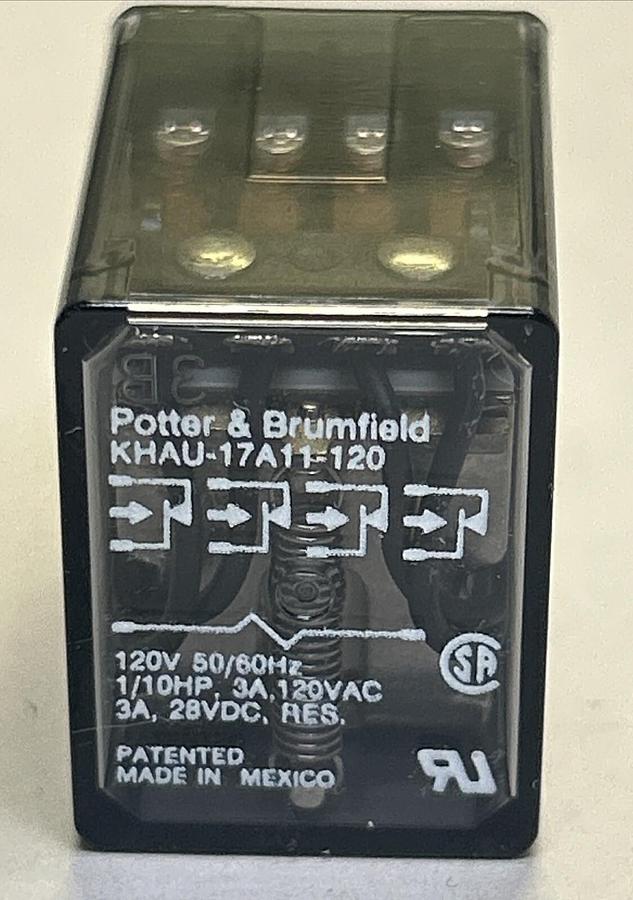 Potter & Brumfield
KHAU-17A11-120
120V 50/60Hz
1/10HP, 3A,120VAC
3A, 28VDC, RES.
PATENTED
MADE IN MEXICO